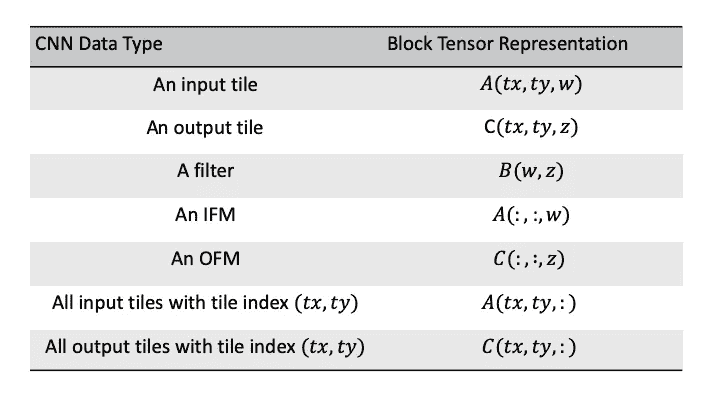 CNN Data Type Block Tensor Representation
An input tile A(tx, ty, w)
An output tile C(tx, ty, z)
A filter B(w, z)
An IFM A(:, :, w)
An OFM C(:, :, z)
All input tiles with tile index (tx, ty) A(tx, ty, :)
All output tiles with tile index (tx, ty) C(tx, ty, :)